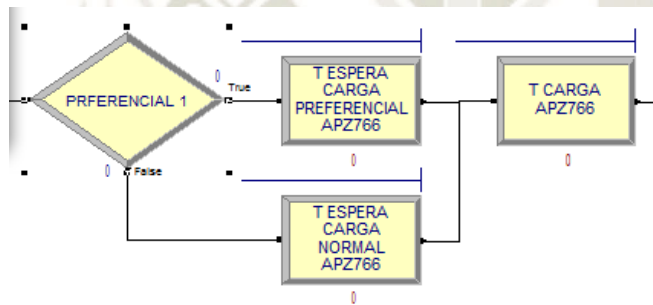 PRFERENCIAL 1
0
True
0
False
T ESPERA
CARGA
PREFERENCIAL
APZ766
0
T CARGA
APZ766
0
T ESPERA
CARGA
NORMAL
APZ766
0